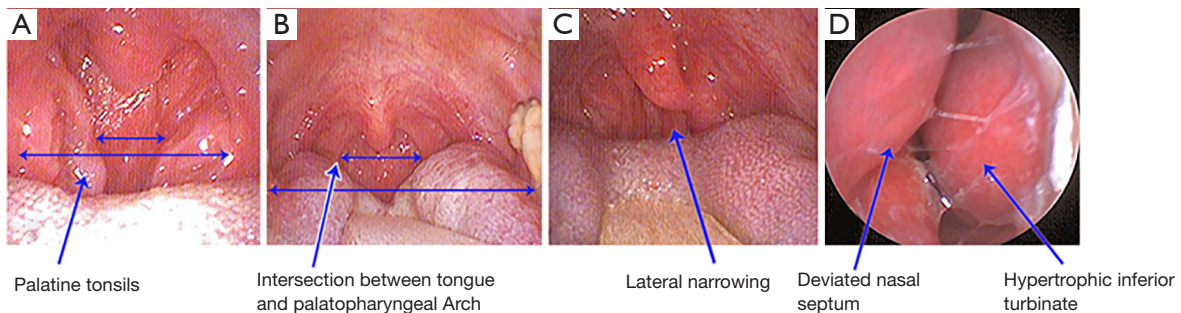 A
B
C
D
Palatine tonsils
Intersection between tongue
and palatopharyngeal Arch
Lateral narrowing
Deviated nasal
septum
Hypertrophic inferior
turbinate